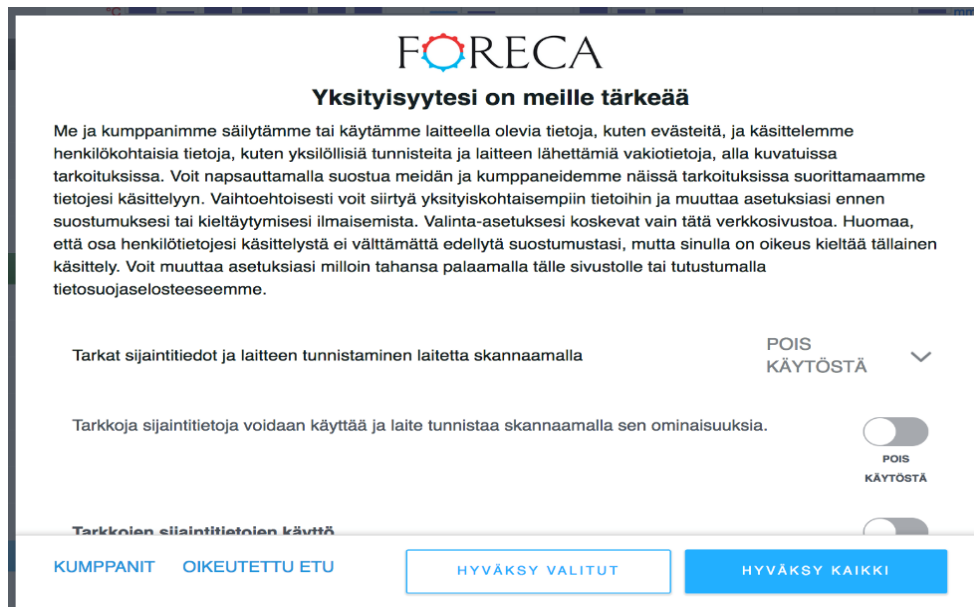 °C
mm
FORECA
Yksityisyytesi on meille tärkeää
Me ja kumppanimme säilytämme tai käytämme laitteella olevia tietoja, kuten evästeitä, ja käsittelemme
henkilökohtaisia tietoja, kuten yksilöllisiä tunnisteita ja laitteen lähettämiä vakiotietoja, alla kuvatuissa
tarkoituksissa. Voit napsauttamalla suostua meidän ja kumppaneidemme näissä tarkoituksissa suorittamaamme
tietojesi käsittelyyn. Vaihtoehtoisesti voit siirtyä yksityiskohtaisempiin tietoihin ja muuttaa asetuksiasi ennen
suostumuksesi tai kieltäytymisesi ilmaisemista. Valinta-asetuksesi koskevat vain tätä verkkosivustoa. Huomaa,
että osa henkilötietojesi käsittelystä ei välttämättä edellytä suostumustasi, mutta sinulla on oikeus kieltää tällainen
käsittely. Voit muuttaa asetuksiasi milloin tahansa palaamalla tälle sivustolle tai tutustumalla
tietosuojaselosteeseemme.
Tarkat sijaintitiedot ja laitteen tunnistaminen laitetta skannaamalla
POIS
KÄYTÖSTÄ
Tarkkoja sijaintitietoja voidaan käyttää ja laite tunnistaa skannaamalla sen ominaisuuksia.
POIS
KÄYTÖSTÄ
Tarkkojen sijaintitietojen käyttö
KUMPPANIT
OIKEUTETTU ETU
HYVÄKSY VALITUT
HYVÄKSY KAIKKI